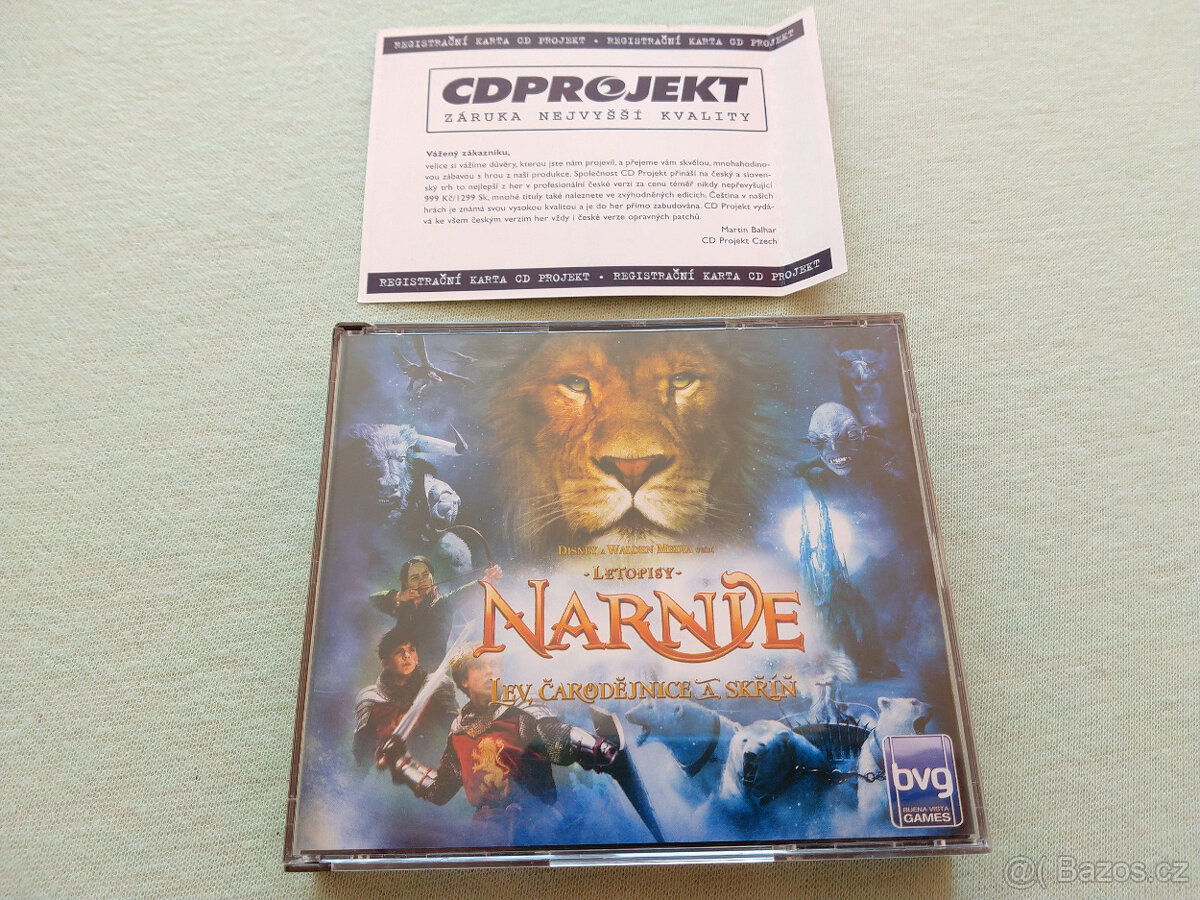 REGISTRAČNÍ KARTA CD PROJEKT • REGISTRAČNÍ KARTA CD PROJEKT
CDPROJEKT
ZÁRUKA NEJVYŠŠÍ KVALITY
Vážený zákazníku,
velice si vážíme důvěry, kterou jste nám projevil, a přejeme vám skvělou, mnohahodino-
vou zábavou s hrou z naší produkce. Společnost CD Projekt přináší na český a sloven-
ský trh to nejlepší z her v profesionální české verzi za cenu téměř nikdy nepřevyšující
999 Kč/1299 Sk, mnohé tituly také naleznete ve zvýhodněných edicích. Čeština v našich
hrách je známá svou vysokou kvalitou a je do her přímo zabudována. CD Projekt vydá-
vá ke všem českým verzím her vždy i české verze opravných patchů.
Martin Balhar
CD Projekt Czech
REGISTRAČNÍ KARTA CD PROJEKT • REGISTRAČNÍ KARTA CD PROJEKT
DISNEY A WALDEN MEDIA uvádí
- LETOPISY -
NARNIE
LEV, ČARODĚJNICE A SKŘÍŇ
bvg
BUENA VISTA
GAMES
@( Bazos.cz